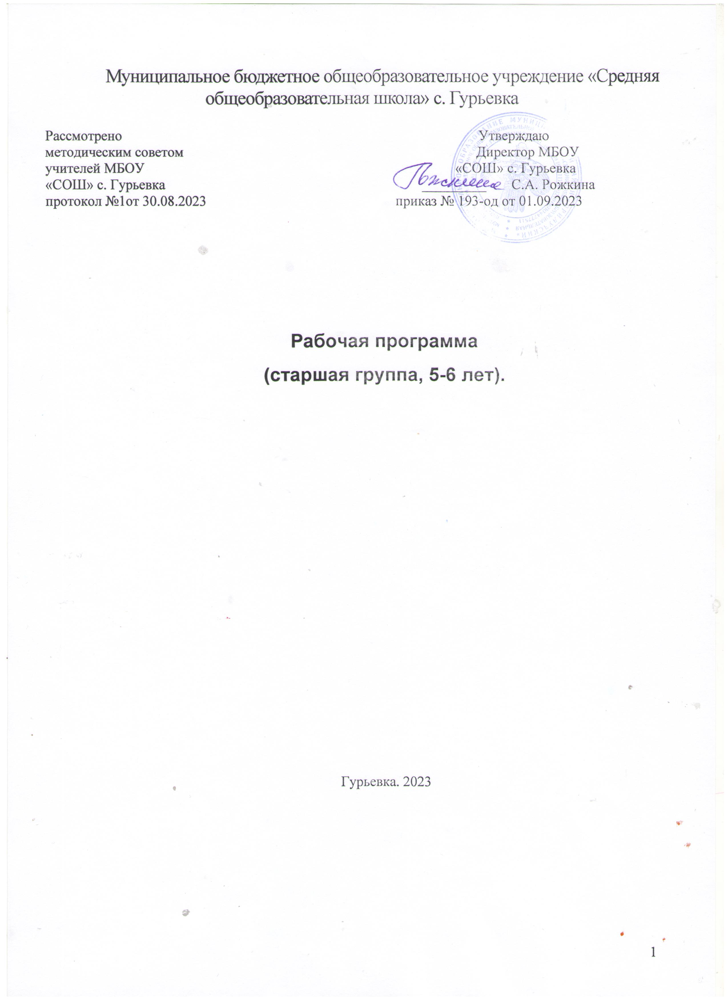 Муниципальное бюджетное общеобразовательное учреждение «Средняя
общеобразовательная школа» с. Гурьевка
Рассмотрено
методическим советом
учителей МБОУ
«СОШ» с. Гурьевка
протокол №1от 30.08.2023
Утверждаю
Директор МБОУ
«СОШ» с. Гурьевка
С.А. Рожкина
приказ № 193-од от 01.09.2023
Рабочая программа
(старшая группа, 5-6 лет).
Гурьевка. 2023
1